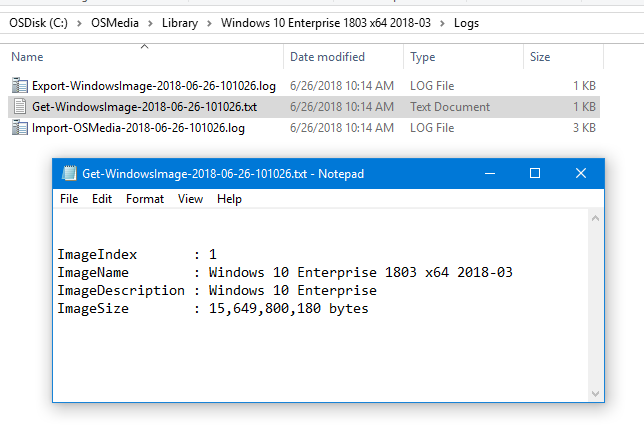 OSDisk (C:) > OSMedia > Library > Windows 10 Enterprise 1803 x64 2018-03 > Logs
Name Date modified Type Size
Export-WindowsImage-2018-06-26-101026.log 6/26/2018 10:14 AM LOG File 1 KB
Get-WindowsImage-2018-06-26-101026.txt 6/26/2018 10:14 AM Text Document 1 KB
Import-OSMedia-2018-06-26-101026.log 6/26/2018 10:14 AM LOG File 3 KB
Get-WindowsImage-2018-06-26-101026.txt - Notepad
File Edit Format View Help
ImageIndex : 1
ImageName : Windows 10 Enterprise 1803 x64 2018-03
ImageDescription : Windows 10 Enterprise
ImageSize : 15,649,800,180 bytes